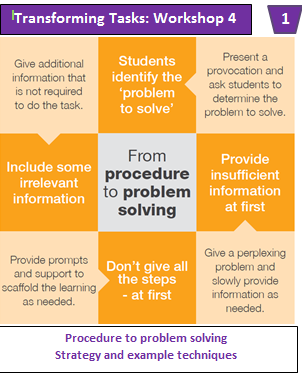 Transforming Tasks: Workshop 4
1
Give additional
information that
is not required
to do the task.
Students
identify the
‘problem
to solve’
Present a
provocation and
ask students to
determine the
problem to solve.
Include some
irrelevant
information
From
procedure
to problem
solving
Provide
insufficient
information
at first
Provide prompts
and support to
scaffold the learning
as needed.
Don’t give all
the steps
- at first
Give a perplexing
problem and
slowly provide
information as
needed.
Procedure to problem solving
Strategy and example techniques